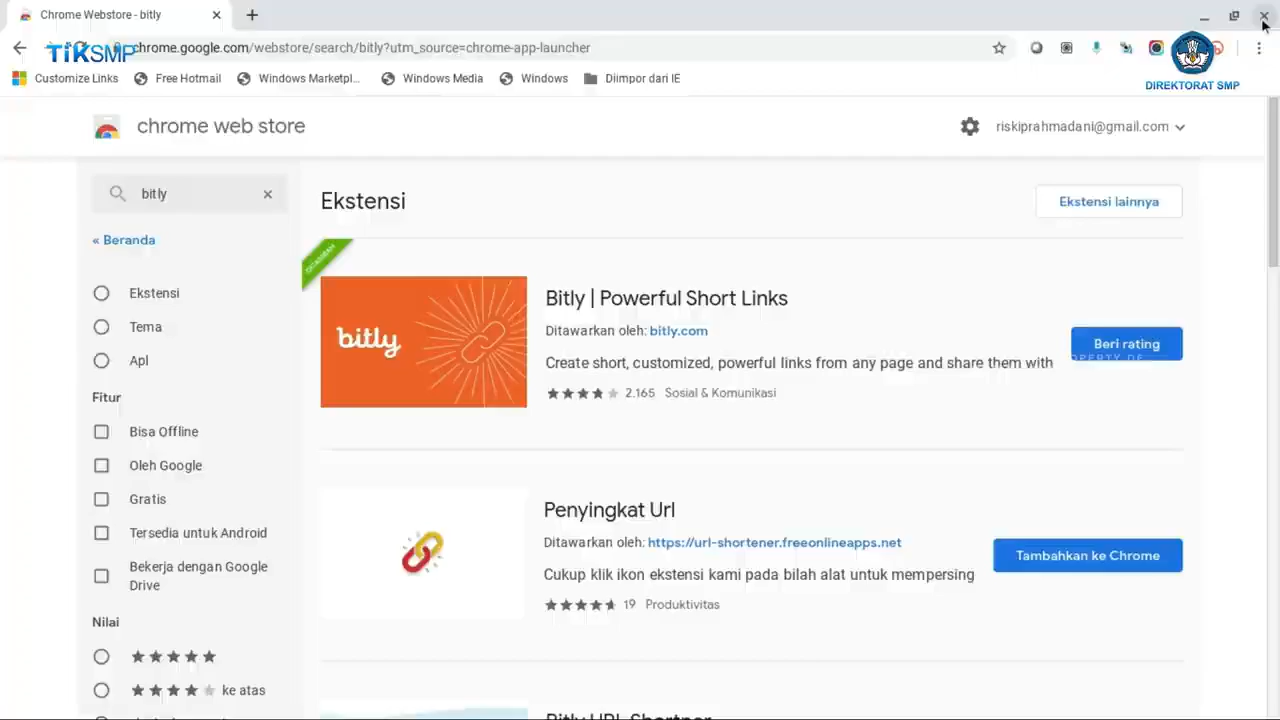 Chrome Webstore - bitly
chrome.google.com/webstore/search/bitly?utm_source=chrome-app-launcher
TIKSMP
DIREKTORAT SMP
Customize Links
Free Hotmail
Windows Marketpl...
Windows Media
Windows
Diimpor dari IE
chrome web store
riskiprahmadani@gmail.com
bitly
« Beranda
Ekstensi
Tema
Apl
Fitur
Bisa Offline
Oleh Google
Gratis
Tersedia untuk Android
Bekerja dengan Google
Drive
Nilai
ke atas
Ekstensi
Ekstensi lainnya
bitly
Bitly | Powerful Short Links
Ditawarkan oleh: bitly.com
Create short, customized, powerful links from any page and share them with
2.165 Sosial & Komunikasi
Beri rating
Penyingkat Url
Ditawarkan oleh: https://url-shortener.freeonlineapps.net
Cukup klik ikon ekstensi kami pada bilah alat untuk mempersing
19 Produktivitas
Tambahkan ke Chrome
Bitly URL Shortner